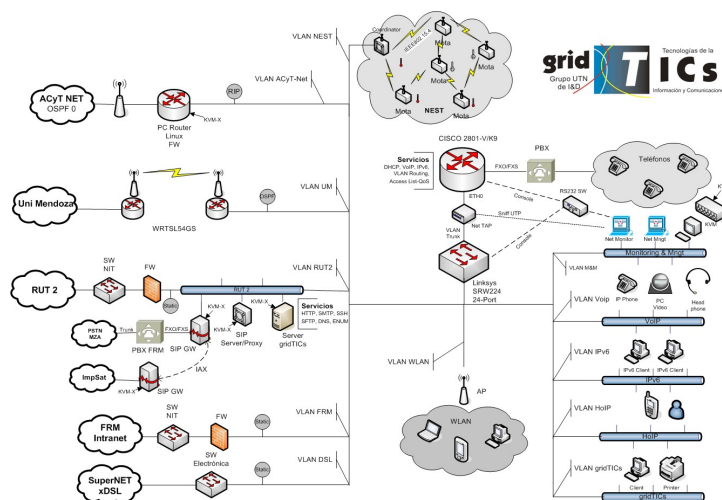 VLAN NEST
Coordinator
IEEE802.15.4
Mota
Mota
Mota
Mota
Mota
NEST
grid
Grupo UTN
de I&D
TICs
Tecnologías de la
Información y Comunicaciones
VLAN ACyT-Net
ACyT NET
OSPF 0
RIP
KVM-X
PC Router
Linux
FW
CISCO 2801-V/K9
Servicios
DHCP, VoIP, IPv6,
VLAN Routing,
Access List-QoS
PBX
FXO/FXS
Teléfonos
ETH0
Console
RS232 SW
Sniff UTP
Net TAP
VLAN
Trunk
Console
KVM
Net Monitor
Net Mngt
Monitoring & Mngt
VLAN M&M
Linksys
SRW224
24-Port
Uni Mendoza
WRTSL54GS
OSPF
VLAN UM
RUT 2
SW
NIT
FW
Static
RUT 2
VLAN RUT2
KVM-X
KVM-X
KVM-X
Servicios
HTTP, SMTP, SSH
SFTP, DNS, ENUM
PSTN
MZA
Trunk
FXO/FXS
PBX FRM
SIP GW
SIP
Server/Proxy
Server
gridTICs
IAX
ImpSat
KVM-X
SIP GW
VLAN Voip
IP Phone
PC
Video
Head
phone
VoIP
VLAN WLAN
AP
WLAN
VLAN IPv6
IPv6 Client
IPv6 Client
IPv6
FRM
Intranet
SW
NIT
FW
Static
VLAN FRM
VLAN HoIP
HoIP
SuperNET
xDSL
SW
Electrónica
Static
VLAN DSL
VLAN gridTICs
Client
Printer
gridTICs